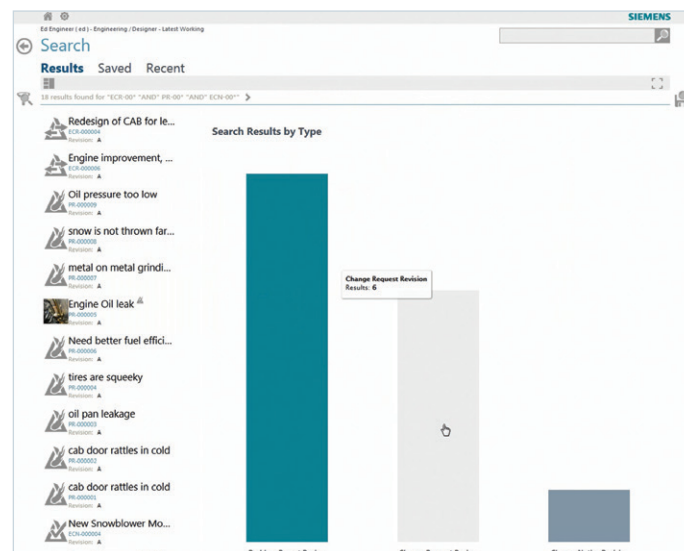 SIEMENS
Ed Engineer ( ed ) - Engineering / Designer - Latest Working
Search
Results Saved Recent
18 results found for "ECR-00* "AND" PR-00* "AND" ECN-00*"
Redesign of CAB for le...
ECR-000004
Revision: A
Engine improvement, ...
ECR-000006
Revision: A
Oil pressure too low
PR-000009
Revision: A
snow is not thrown far...
PR-000008
Revision: A
metal on metal grindi...
PR-000007
Revision: A
Engine Oil leak
PR-000005
Revision: A
Need better fuel effici...
PR-000006
Revision: A
tires are squeeky
PR-000004
Revision: A
oil pan leakage
PR-000003
Revision: A
cab door rattles in cold
PR-000002
Revision: A
cab door rattles in cold
PR-000001
Revision: A
New Snowblower Mo...
ECN-000004
Revision: A
Search Results by Type
Change Request Revision
Results: 6